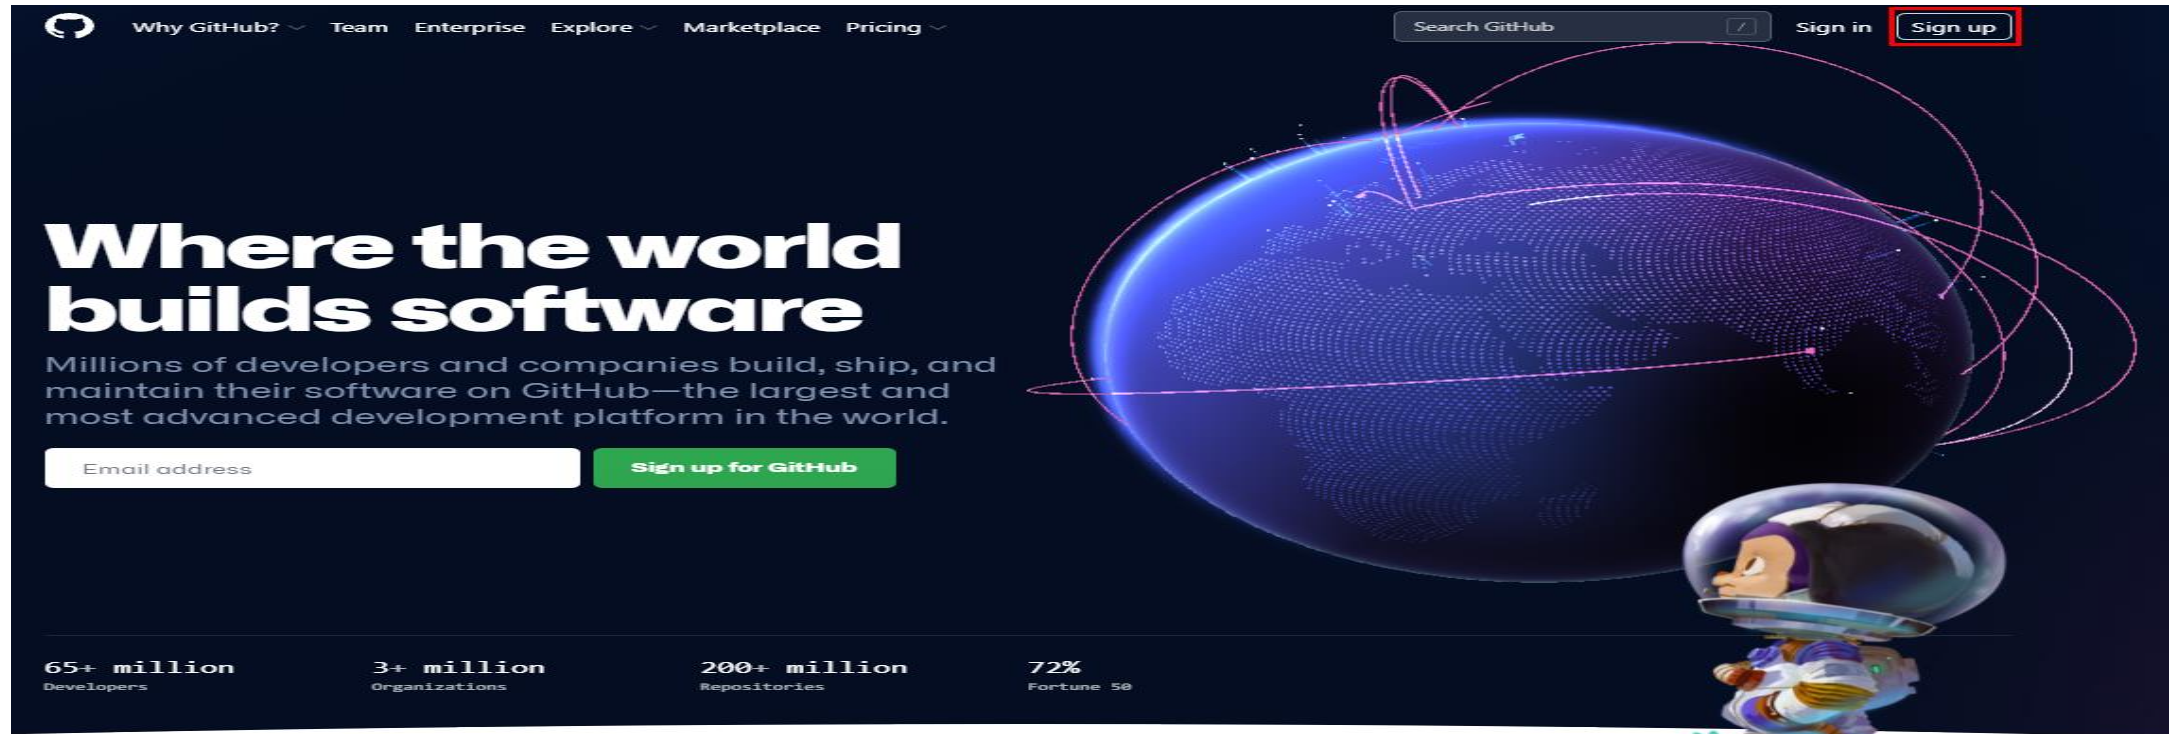 Why GitHub? Team Enterprise Explore Marketplace Pricing Search GitHub / Sign in Sign up
Where the world
builds software
Millions of developers and companies build, ship, and
maintain their software on GitHub—the largest and
most advanced development platform in the world.
Email address Sign up for GitHub
65+ million 3+ million 200+ million 72%
Developers Organizations Repositories Fortune 50